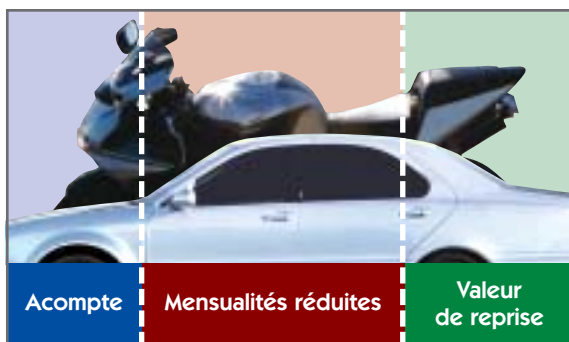 Acompte
Mensualités réduites
Valeur
de reprise